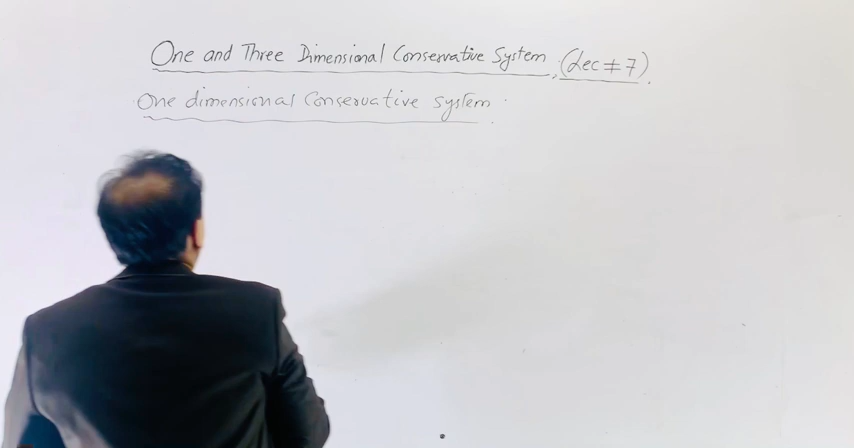 One and Three Dimensional Conservative System, (Lec # 7).
One dimensional Conservative system.